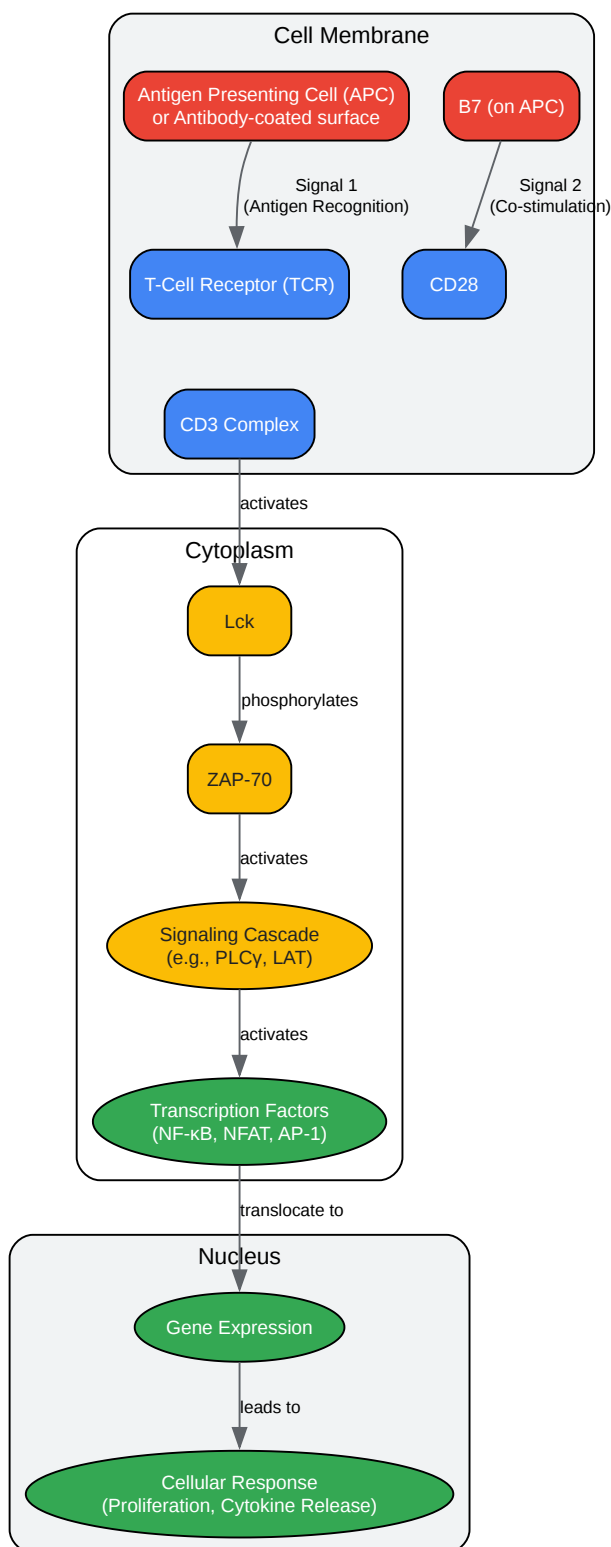 Cell Membrane
Antigen Presenting Cell (APC)
or Antibody-coated surface
B7 (on APC)
Signal 1
(Antigen Recognition)
Signal 2
(Co-stimulation)
T-Cell Receptor (TCR)
CD28
CD3 Complex
activates
Cytoplasm
Lck
phosphorylates
ZAP-70
activates
Signaling Cascade
(e.g., PLCγ, LAT)
activates
Transcription Factors
(NF-κB, NFAT, AP-1)
translocate to
Nucleus
Gene Expression
leads to
Cellular Response
(Proliferation, Cytokine Release)